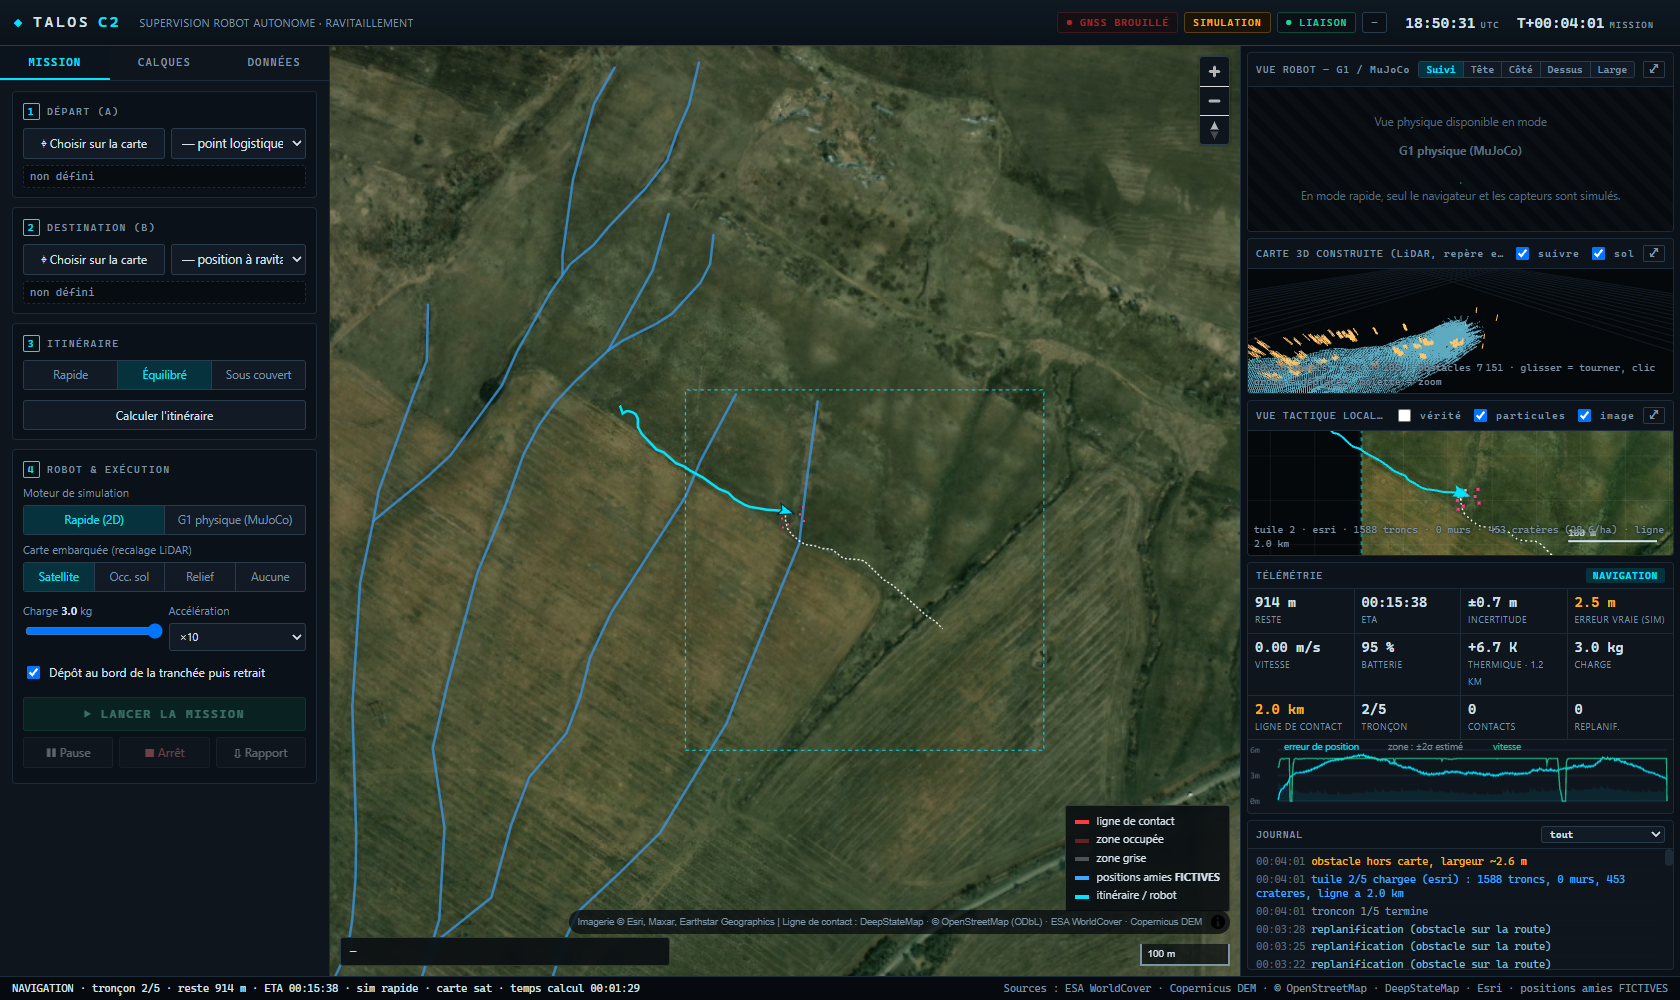 TALOS C2
SUPERVISION ROBOT AUTONOME · RAVITAILLEMENT
GNSS BROUILLÉ
SIMULATION
LIAISON
–
18:50:31 UTC
T+00:04:01 MISSION
MISSION
CALQUES
DONNÉES
1 DÉPART (A)
Choisir sur la carte
— point logistique
non défini
2 DESTINATION (B)
Choisir sur la carte
— position à ravita
non défini
3 ITINÉRAIRE
Rapide
Équilibré
Sous couvert
Calculer l'itinéraire
4 ROBOT & EXÉCUTION
Moteur de simulation
Rapide (2D)
G1 physique (MuJoCo)
Carte embarquée (recalage LiDAR)
Satellite
Occ. sol
Relief
Aucune
Charge 3.0 kg
Accélération
×10
Dépôt au bord de la tranchée puis retrait
LANCER LA MISSION
Pause
Arrêt
Rapport
ligne de contact
zone occupée
zone grise
positions amies FICTIVES
itinéraire / robot
Imagerie © Esri, Maxar, Earthstar Geographics | Ligne de contact : DeepStateMap · © OpenStreetMap (ODbL) · ESA WorldCover · Copernicus DEM
–
100 m
VUE ROBOT — G1 / MuJoCo
Suivi
Tête
Côté
Dessus
Large
Vue physique disponible en mode
G1 physique (MuJoCo)
.
En mode rapide, seul le navigateur et les capteurs sont simulés.
CARTE 3D CONSTRUITE (LiDAR, repère e…
suivre
sol
obstacles 7 151 · glisser = tourner, clic
molette = zoom
VUE TACTIQUE LOCAL…
vérité
particules
image
tuile 2 · esri · 1588 troncs · 0 murs · 453 cratères (28.6/ha) · ligne
2.0 km
100 m
TÉLÉMÉTRIE
NAVIGATION
914 m
RESTE
00:15:38
ETA
±0.7 m
INCERTITUDE
2.5 m
ERREUR VRAIE (SIM)
0.00 m/s
VITESSE
95 %
BATTERIE
+6.7 K
THERMIQUE · 1.2
KM
3.0 kg
CHARGE
2.0 km
LIGNE DE CONTACT
2/5
TRONÇON
0
CONTACTS
0
REPLANIF.
erreur de position
zone : ±2σ estimé
vitesse
6m
3m
0m
JOURNAL
tout
00:04:01 obstacle hors carte, largeur ~2.6 m
00:04:01 tuile 2/5 chargee (esri) : 1588 troncs, 0 murs, 453
crateres, ligne a 2.0 km
00:04:01 troncon 1/5 termine
00:03:28 replanification (obstacle sur la route)
00:03:25 replanification (obstacle sur la route)
00:03:22 replanification (obstacle sur la route)
NAVIGATION · tronçon 2/5 · reste 914 m · ETA 00:15:38 · sim rapide · carte sat · temps calcul 00:01:29
Sources : ESA WorldCover · Copernicus DEM · © OpenStreetMap · DeepStateMap · Esri · positions amies FICTIVES